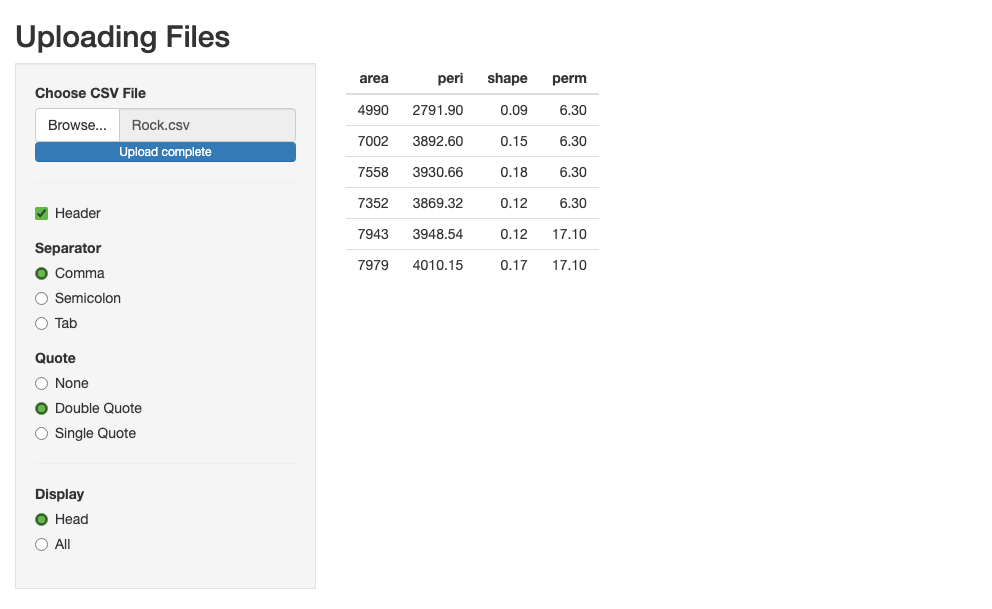 Uploading Files
Choose CSV File
Browse... Rock.csv
Upload complete
Header
Separator
Comma
Semicolon
Tab
Quote
None
Double Quote
Single Quote
Display
Head
All
area peri shape perm
4990 2791.90 0.09 6.30
7002 3892.60 0.15 6.30
7558 3930.66 0.18 6.30
7352 3869.32 0.12 6.30
7943 3948.54 0.12 17.10
7979 4010.15 0.17 17.10